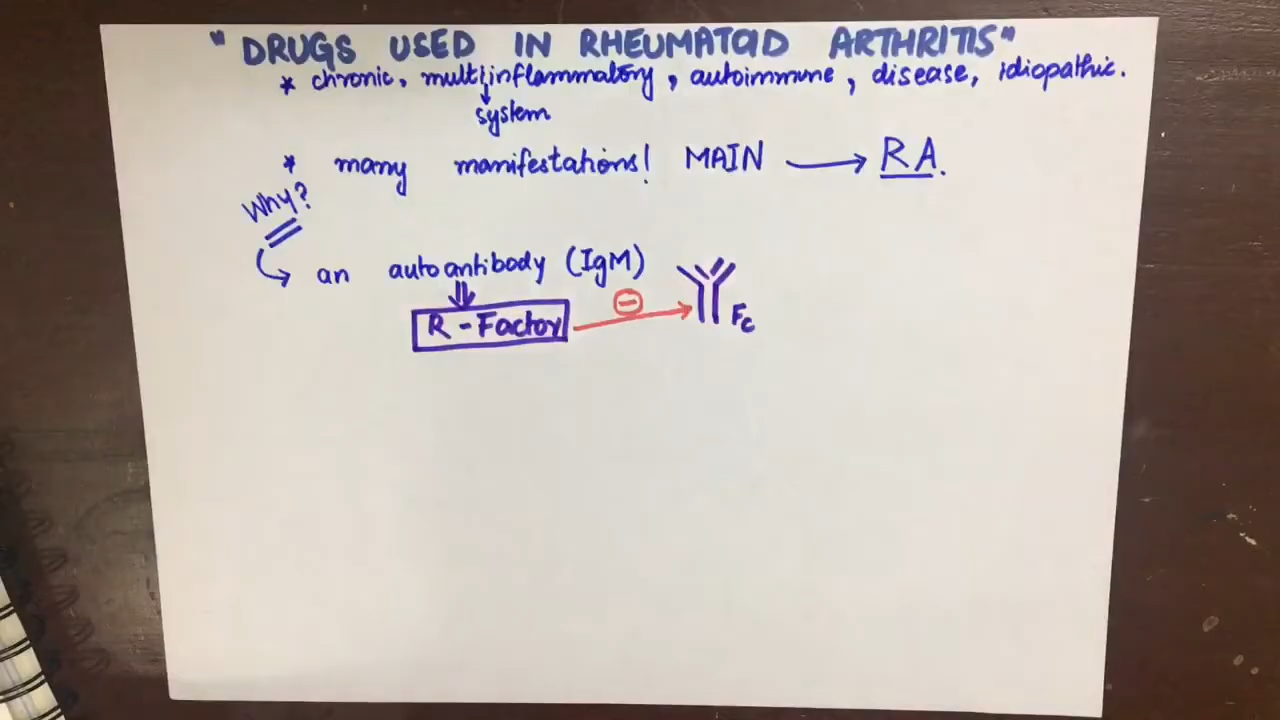 "DRUGS USED IN RHEUMATOID ARTHRITIS"
* chronic, multi inflammatory, autoimmune, disease, idiopathic.
system
* many manifestations! MAIN → RA.
Why?
an autoantibody (IgM)
R-Factor
⊖
Fc